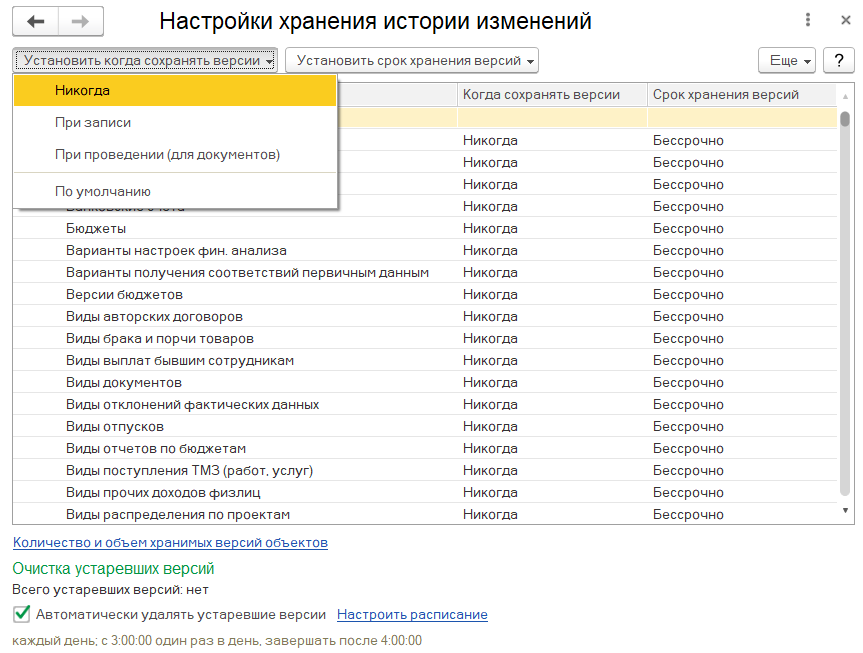 Настройки хранения истории изменений
Установить когда сохранять версии Установить срок хранения версий Еще ?
Никогда
При записи
При проведении (для документов)
По умолчанию
Когда сохранять версии Срок хранения версий
Никогда Бессрочно
Никогда Бессрочно
Никогда Бессрочно
Никогда Бессрочно
Бюджеты Никогда Бессрочно
Варианты настроек фин. анализа Никогда Бессрочно
Варианты получения соответствий первичным данным Никогда Бессрочно
Версии бюджетов Никогда Бессрочно
Виды авторских договоров Никогда Бессрочно
Виды брака и порчи товаров Никогда Бессрочно
Виды выплат бывшим сотрудникам Никогда Бессрочно
Виды документов Никогда Бессрочно
Виды отклонений фактических данных Никогда Бессрочно
Виды отпусков Никогда Бессрочно
Виды отчетов по бюджетам Никогда Бессрочно
Виды поступления ТМЗ (работ, услуг) Никогда Бессрочно
Виды прочих доходов физлиц Никогда Бессрочно
Виды распределения по проектам Никогда Бессрочно
Количество и объем хранимых версий объектов
Очистка устаревших версий
Всего устаревших версий: нет
Автоматически удалять устаревшие версии Настроить расписание
каждый день; с 3:00:00 один раз в день, завершать после 4:00:00